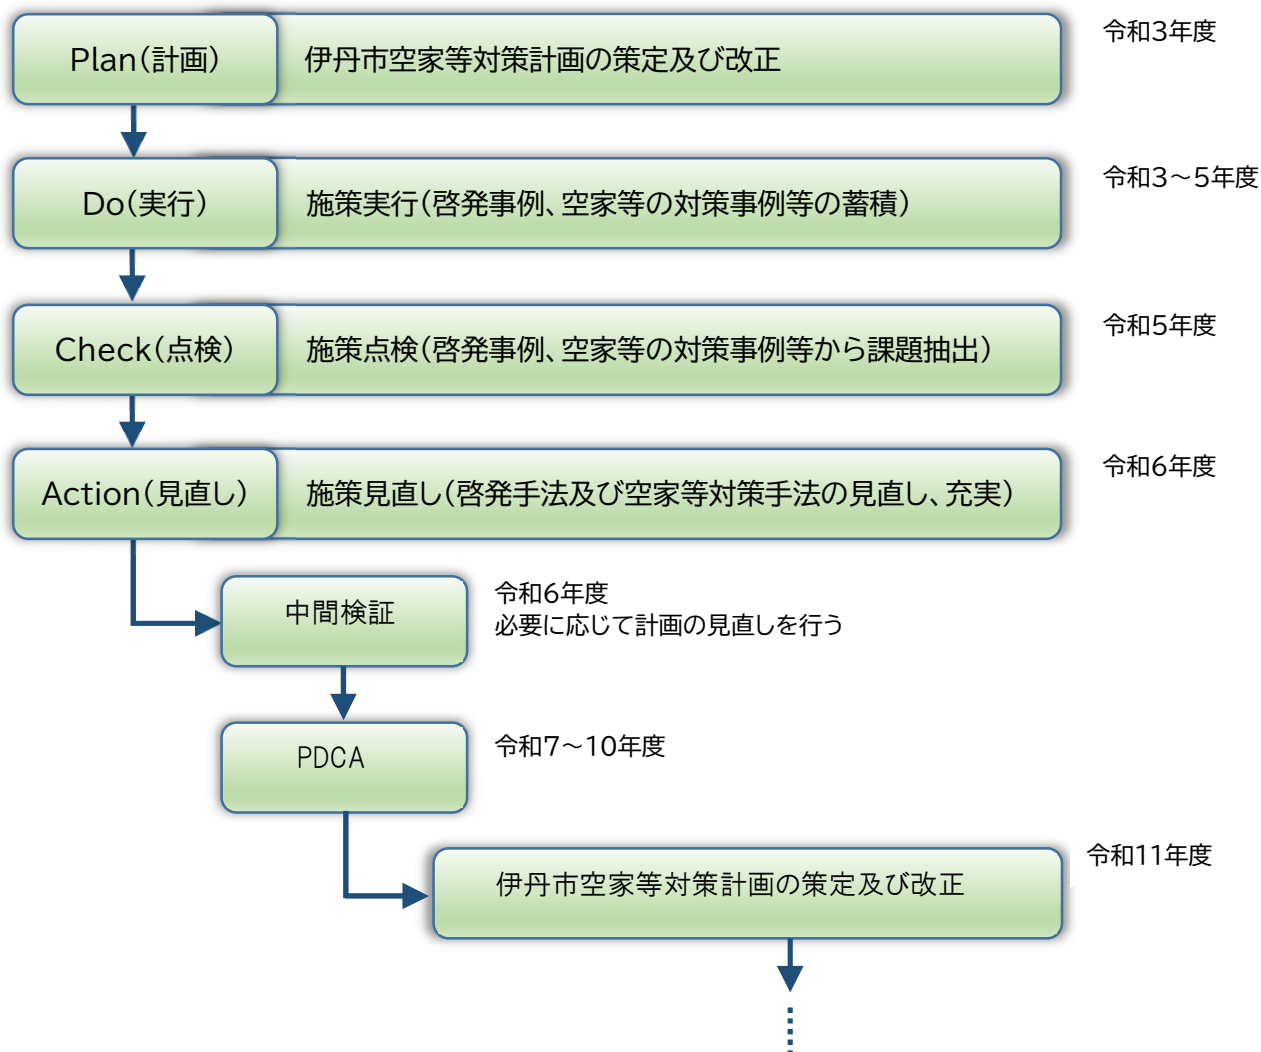 Plan(計画) 伊丹市空家等対策計画の策定及び改正 令和3年度
Do(実行) 施策実行(啓発事例、空家等の対策事例等の蓄積) 令和3～5年度
Check(点検) 施策点検(啓発事例、空家等の対策事例等から課題抽出) 令和5年度
Action(見直し) 施策見直し(啓発手法及び空家等対策手法の見直し、充実) 令和6年度
中間検証
令和6年度
必要に応じて計画の見直しを行う
PDCA 令和7～10年度
伊丹市空家等対策計画の策定及び改正 令和11年度